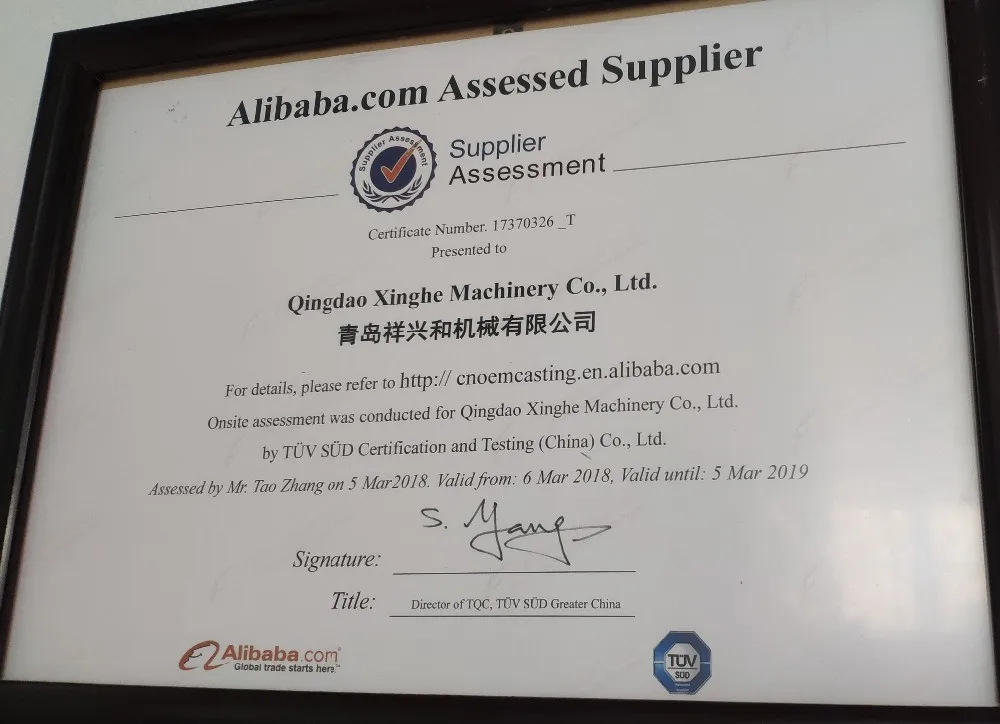 Alibaba.com Assessed Supplier
Supplier Assessment
Supplier
Assessment
Certificate Number. 17370326 _T
Presented to
Qingdao Xinghe Machinery Co., Ltd.
青岛祥兴和机械有限公司
For details, please refer to http:// cnoemcasting.en.alibaba.com
Onsite assessment was conducted for Qingdao Xinghe Machinery Co., Ltd.
by TÜV SÜD Certification and Testing (China) Co., Ltd.
Assessed by Mr. Tao Zhang on 5 Mar2018. Valid from: 6 Mar 2018, Valid until: 5 Mar 2019
S. Yang
Signature:
Title: Director of TQC, TÜV SÜD Greater China
Alibaba.com®
Global trade starts here.™
TÜV
SÜD